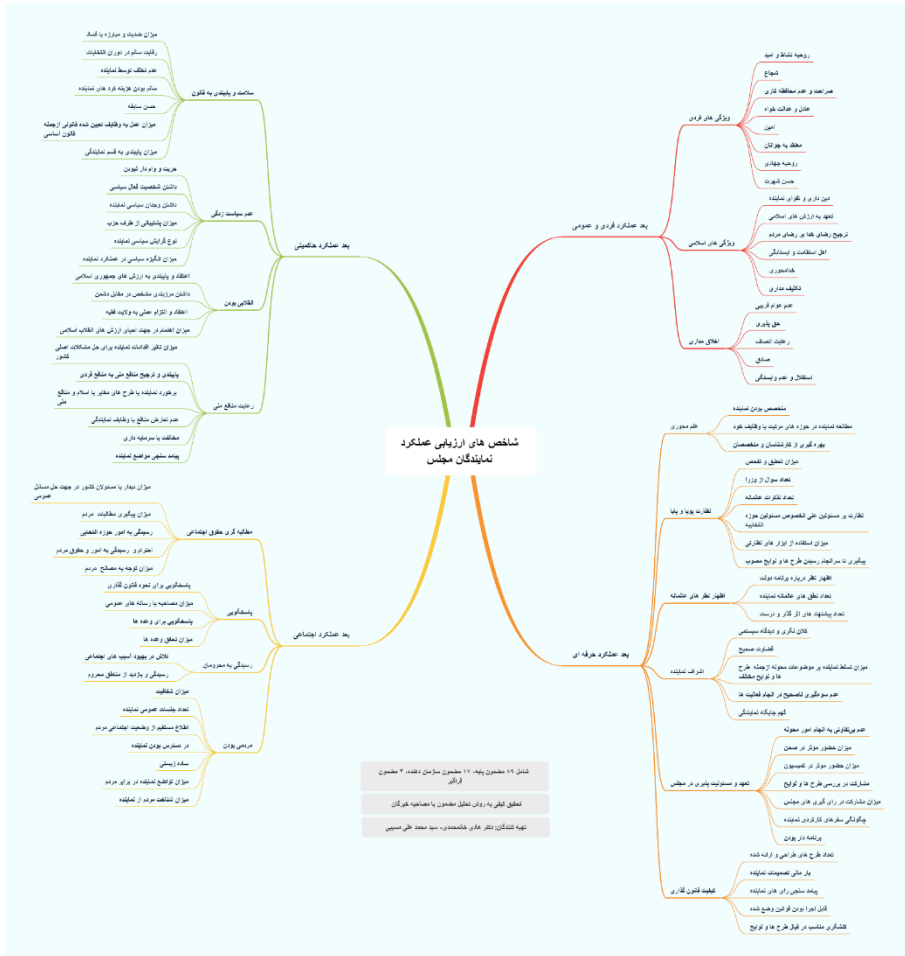 شاخص های ارزیابی عملکرد
نمایندگان مجلس
بعد عملکرد فردی و عمومی
ویژگی های فردی
روحیه نشاط و امید
شجاع
صراحت و عدم محافظه کاری
عادل و عدالت خواه
امین
معتقد به جوانان
روحیه جهادی
حسن شهرت
ویژگی های اسلامی
دین داری و تقوای نماینده
تعهد به ارزش های اسلامی
ترجیح رضای خدا بر رضای مردم
اهل استقامت و ایستادگی
خدامحوری
تکلیف مداری
اخلاق مداری
عدم عوام فریبی
حق پذیری
رعایت انصاف
صادق
استقلال و عدم وابستگی
بعد عملکرد حرفه ای
علم محوری
متخصص بودن نماینده
مطالعه نماینده در حوزه های مرتبت با وظایف خود
بهره گیری از کارشناسان و متخصصان
نظارت پویا و پایا
میزان تحقیق و تفحص
تعداد سوال از وزرا
تعداد تذکرات عالمانه
نظارت بر مسئولین علی الخصوص مسئولین حوزه
انتخابیه
میزان استفاده از ابزار های نظارتی
پیگیری تا سرانجام رسیدن طرح ها و لوایح مصوب
اظهار نظر های عالمانه
اظهار نظر درباره برنامه دولت
تعداد نطق های عالمانه نماینده
تعداد پیشنهاد های اثر گذار و درست
اشراف نماینده
کلان نگری و دیدگاه سیستمی
قضاوت صحیح
میزان تسلط نماینده بر موضوعات محوله ازجمله طرح
ها و لوایح مختلف
عدم سوءگیری ناصحیح در انجام فعالیت ها
فهم جایگاه نمایندگی
تعهد و مسئولیت پذیری در مجلس
عدم بی‌تفاوتی به انجام امور محوله
میزان حضور موثر در صحن
میزان حضور موثر در کمیسیون
مشارکت در بررسی طرح ها و لوایح
میزان مشارکت در رای گیری های مجلس
چگونگی سفرهای کارکردی نماینده
برنامه دار بودن
کیفیت قانون گذاری
تعداد طرح های طراحی و ارائه شده
بار مالی تصمیمات نماینده
پیامد سنجی رای های نماینده
قابل اجرا بودن قوانین وضع شده
کنشگری مناسب در قبال طرح ها و لوایح
بعد عملکرد حاکمیتی
سلامت و پایبندی به قانون
میزان ضدیت و مبارزه با فساد
رقابت سالم در دوران انتخابات
عدم تخلف توسط نماینده
سالم بودن هزینه کرد های نماینده
حسن سابقه
میزان عمل به وظایف تعیین شده قانونی ازجمله
قانون اساسی
میزان پایبندی به قسم نمایندگی
عدم سیاست زدگی
حریت و وام دار نبودن
داشتن شخصیت فعال سیاسی
داشتن وجدان سیاسی نماینده
میزان پشتیبانی از طرف حزب
نوع گرایش سیاسی نماینده
میزان انگیزه سیاسی در عملکرد نماینده
انقلابی بودن
اعتقاد و پایبندی به ارزش های جمهوری اسلامی
داشتن مرزبندی مشخص در مقابل دشمن
اعتقاد و التزام عملی به ولایت فقیه
میزان اهتمام در جهت احیای ارزش های انقلاب اسلامی
رعایت منافع ملی
میزان تاثیر اقدامات نماینده برای حل مشکلات اصلی
کشور
پایبندی و ترجیح منافع ملی به منافع فردی
برخورد نماینده با طرح های مغایر با اسلام و منافع
ملی
عدم تعارض منافع با وظایف نمایندگی
مخالفت با سرمایه داری
پیامد سنجی مواضع نماینده
بعد عملکرد اجتماعی
مطالبه گری حقوق اجتماعی
میزان دیدار با مسئولان کشور در جهت حل مسائل
عمومی
میزان پیگیری مطالبات مردم
رسیدگی به امور حوزه انتخابی
احترام و رسیدگی به امور و حقوق مردم
میزان توجه به مصالح مردم
پاسخگویی
پاسخگویی برای نحوه قانون گذاری
میزان مصاحبه با رسانه های عمومی
پاسخگویی برای وعده ها
میزان تحقق وعده ها
رسیدگی به محرومان
تلاش در بهبود آسیب های اجتماعی
رسیدگی و بازدید از مناطق محروم
مردمی بودن
میزان شفافیت
تعداد جلسات عمومی نماینده
اطلاع مستقیم از وضعیت اجتماعی مردم
در دسترس بودن نماینده
ساده زیستی
میزان تواضع نماینده در برابر مردم
میزان شناخت مردم از نماینده
شامل ۸۹ مضمون پایه، ۱۷ مضمون سازمان دهنده، ۴ مضمون
فراگیر
تحقیق کیفی به روش تحلیل مضمون با مصاحبه خبرگان
تهیه کنندگان: دکتر هادی خانمحمدی، سید محمد علی مسیبی